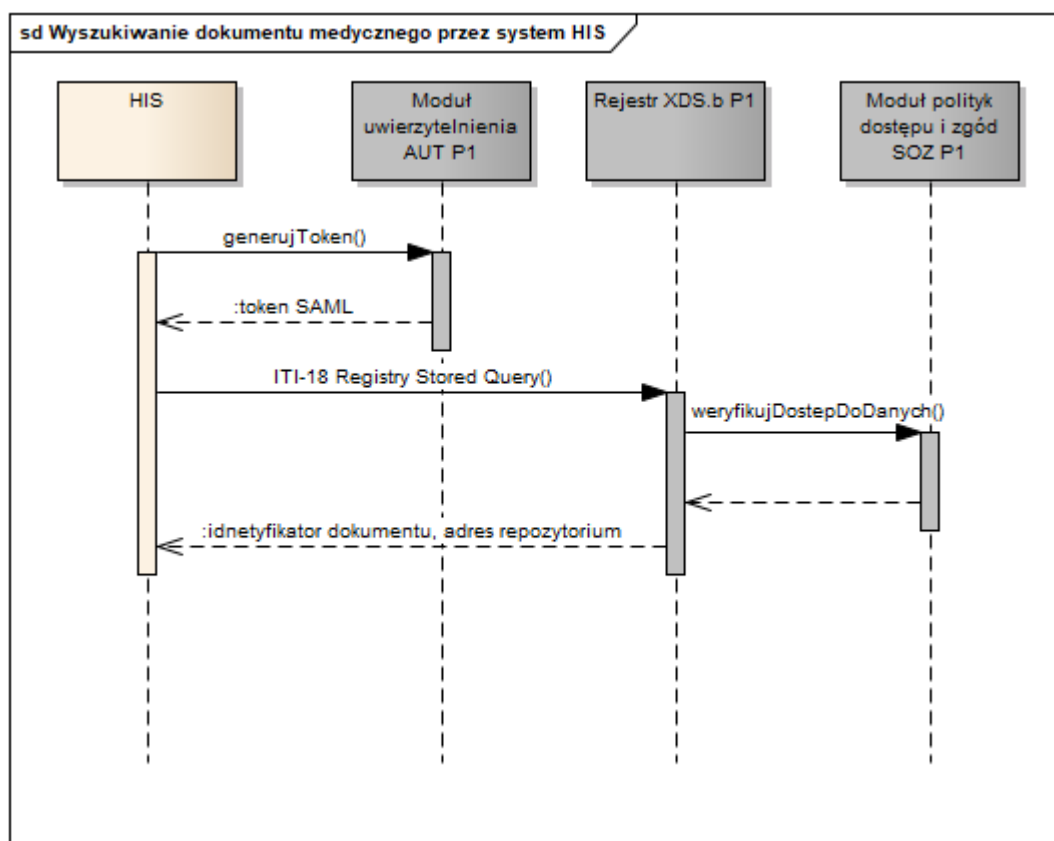 sd Wyszukiwanie dokumentu medycznego przez system HIS
HIS
Moduł
uwierzytelnienia
AUT P1
Rejestr XDS.b P1
Moduł polityk
dostępu i zgód
SOZ P1
generujToken()
:token SAML
ITI-18 Registry Stored Query()
weryfikujDostepDoDanych()
:idnetyfikator dokumentu, adres repozytorium